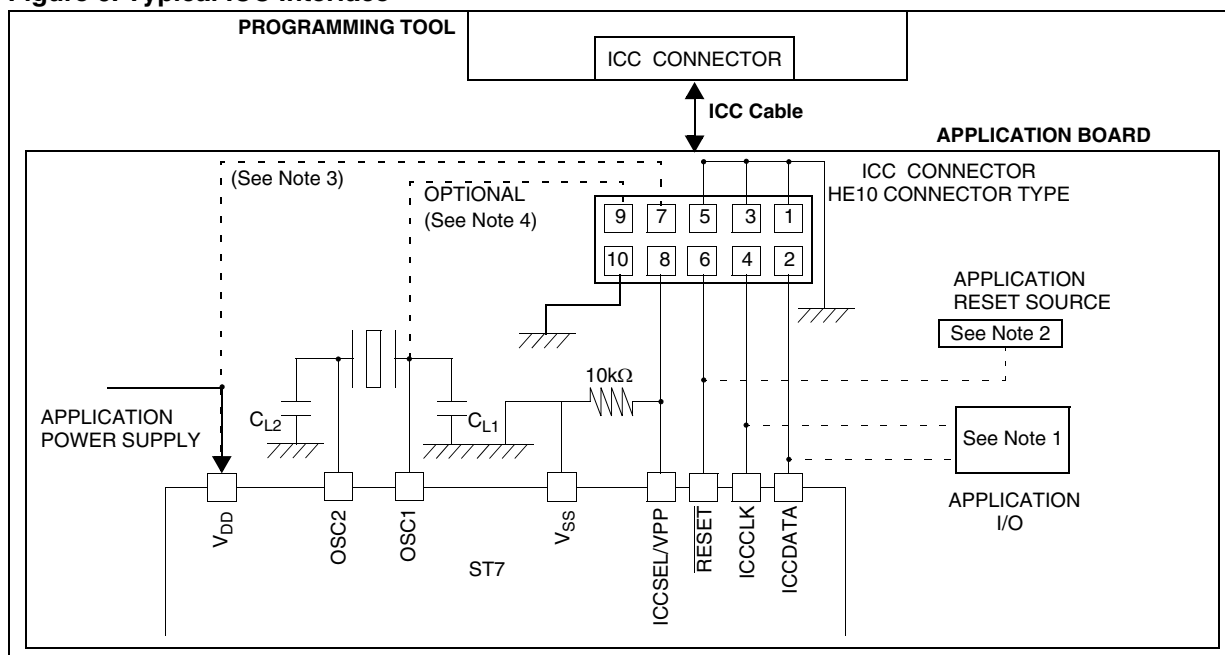 Figure 6. Typical ICC Interface
PROGRAMMING TOOL
ICC CONNECTOR
ICC Cable
APPLICATION BOARD
(See Note 3)
OPTIONAL
(See Note 4)
ICC CONNECTOR
HE10 CONNECTOR TYPE
9 7 5 3 1
10 8 6 4 2
APPLICATION
RESET SOURCE
See Note 2
10kΩ
APPLICATION
POWER SUPPLY
CL2
CL1
See Note 1
APPLICATION
I/O
VDD
OSC2
OSC1
VSS
ICCSEL/VPP
RESET
ICCCLK
ICCDATA
ST7